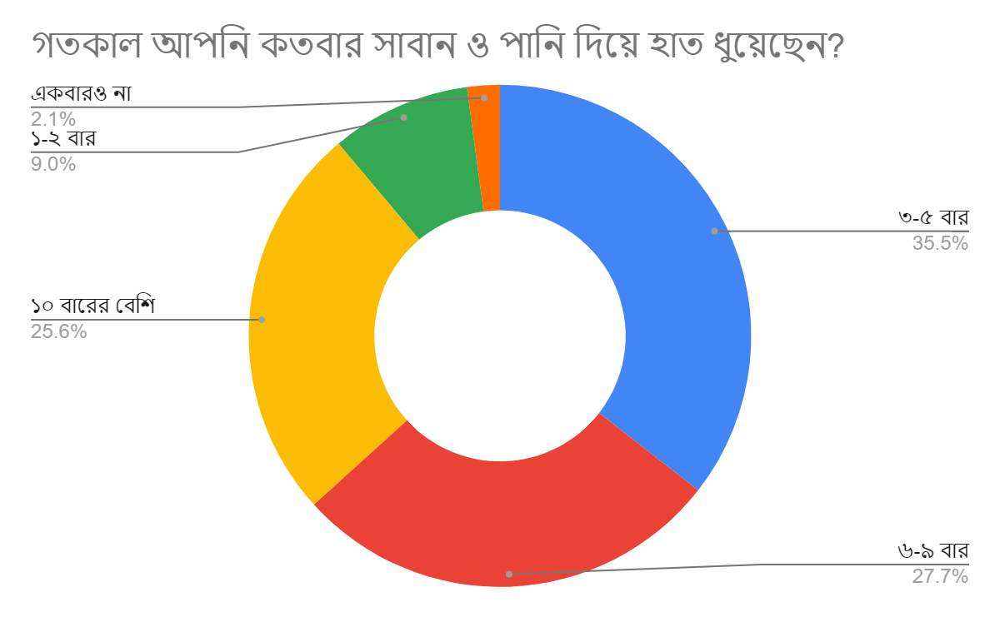 গতকাল আপনি কতবার সাবান ও পানি দিয়ে হাত ধুয়েছেন?
একবারও না
2.1%
১-২ বার
9.0%
৩-৫ বার
35.5%
১০ বারের বেশি
25.6%
৬-৯ বার
27.7%